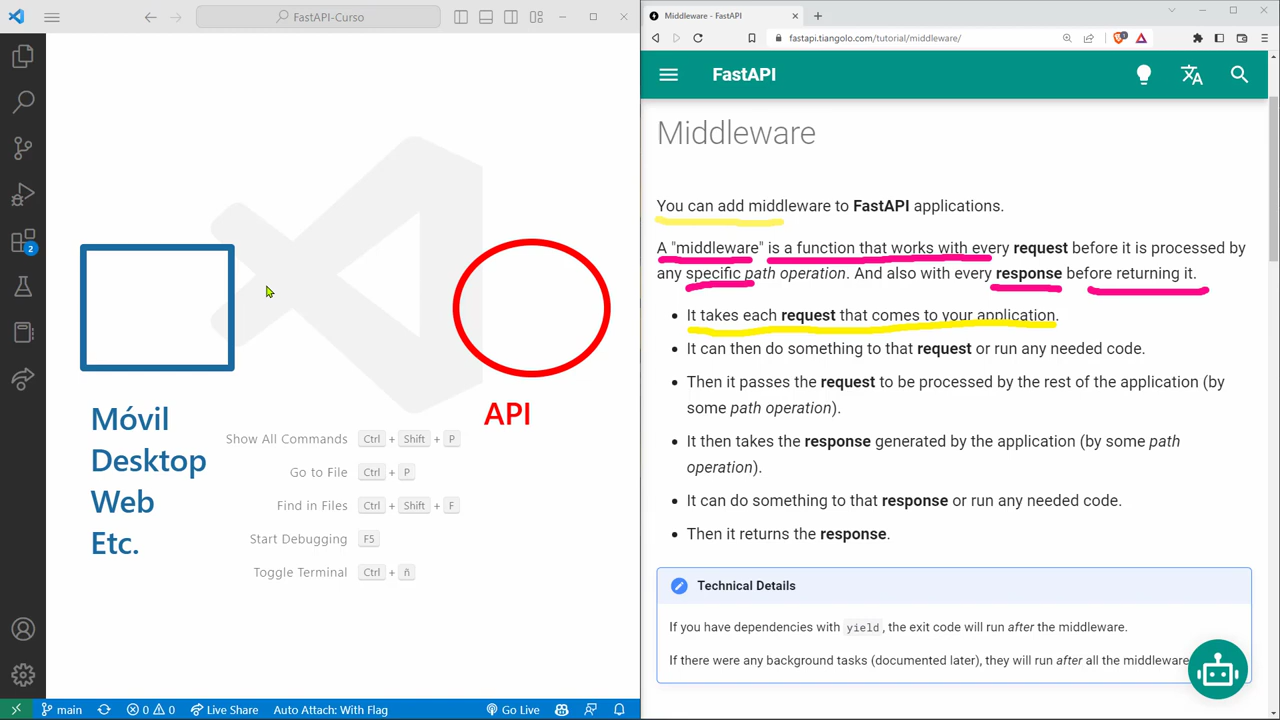 FastAPI-Curso
2
Móvil
Desktop
Web
Etc.
API
Show All Commands Ctrl + Shift + P
Go to File Ctrl + P
Find in Files Ctrl + Shift + F
Start Debugging F5
Toggle Terminal Ctrl + ñ
main 0 0 Live Share Auto Attach: With Flag Go Live
Middleware - FastAPI
fastapi.tiangolo.com/tutorial/middleware/
1
FastAPI
Middleware
You can add middleware to FastAPI applications.
A "middleware" is a function that works with every request before it is processed by
any specific path operation. And also with every response before returning it.
It takes each request that comes to your application.
It can then do something to that request or run any needed code.
Then it passes the request to be processed by the rest of the application (by
some path operation).
It then takes the response generated by the application (by some path
operation).
It can do something to that response or run any needed code.
Then it returns the response.
Technical Details
If you have dependencies with yield, the exit code will run after the middleware.
If there were any background tasks (documented later), they will run after all the middleware